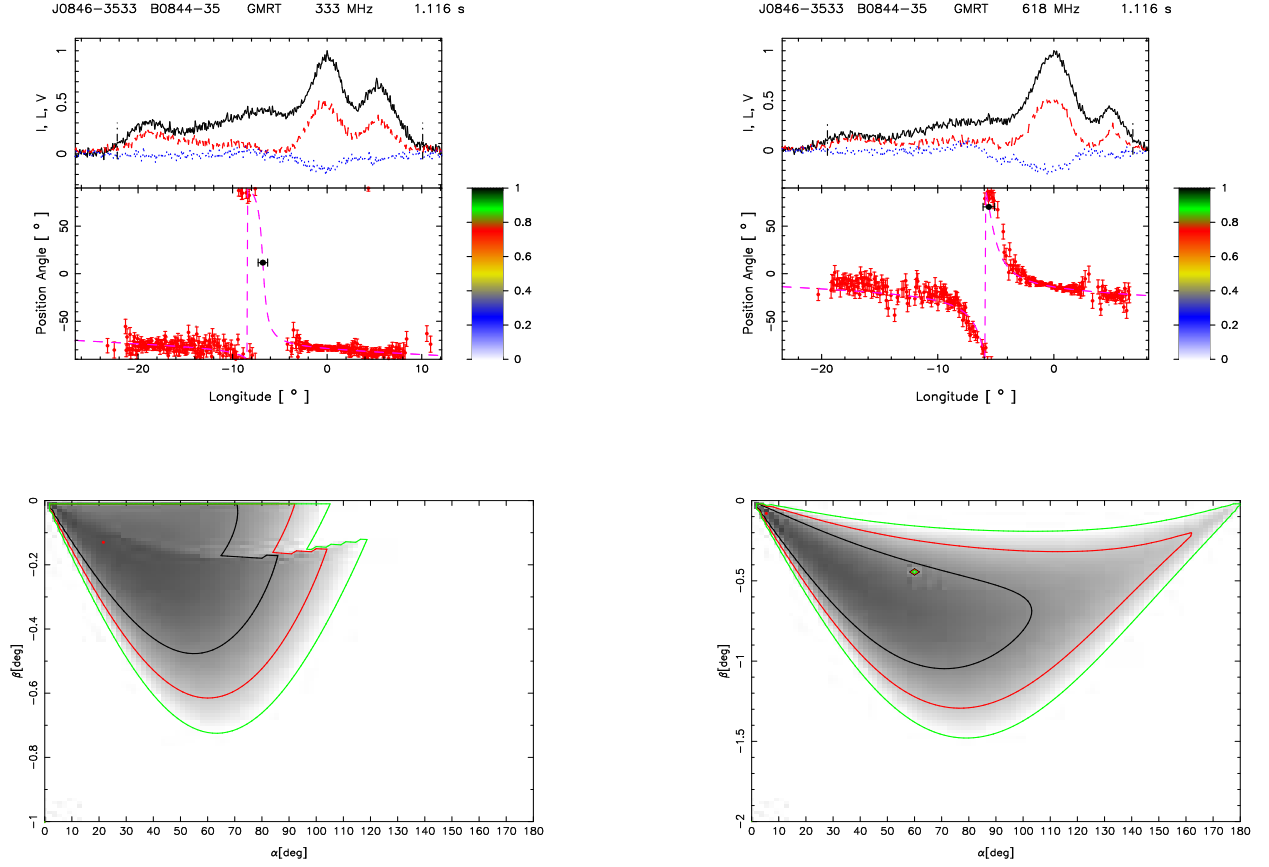 J0846-3533 B0844-35 GMRT 333 MHz 1.116 s
J0846-3533 B0844-35 GMRT 618 MHz 1.116 s
I, L, V
1
0.5
0
Position Angle [ ° ]
50
0
-50
-20 -10 0 10
Longitude [ ° ]
1
0.8
0.6
0.4
0.2
0
I, L, V
1
0.5
0
Position Angle [ ° ]
50
0
-50
-20 -10 0
Longitude [ ° ]
1
0.8
0.6
0.4
0.2
0
β[deg]
0
-0.2
-0.4
-0.6
-0.8
-1
0 10 20 30 40 50 60 70 80 90 100 110 120 130 140 150 160 170 180
α[deg]
β[deg]
0
-0.5
-1
-1.5
-2
0 10 20 30 40 50 60 70 80 90 100 110 120 130 140 150 160 170 180
α[deg]